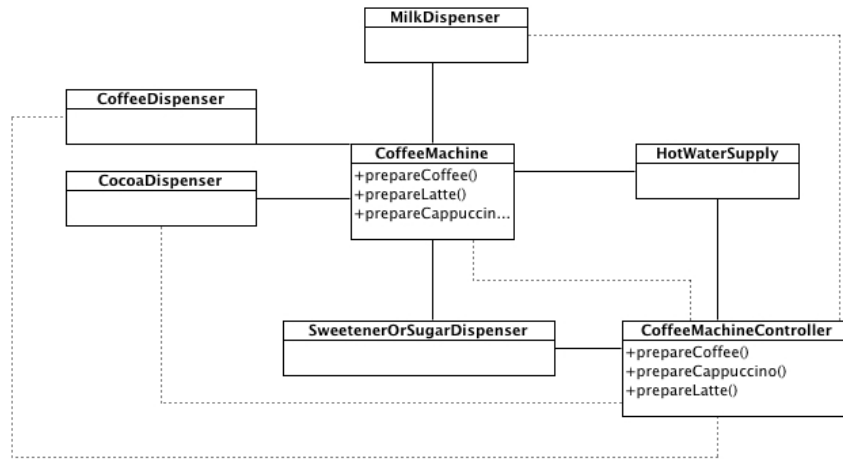 MilkDispenser
CoffeeDispenser
CoffeeMachine
+prepareCoffee()
+prepareLatte()
+prepareCappuccin...
HotWaterSupply
CocoaDispenser
SweetenerOrSugarDispenser
CoffeeMachineController
+prepareCoffee()
+prepareCappuccino()
+prepareLatte()